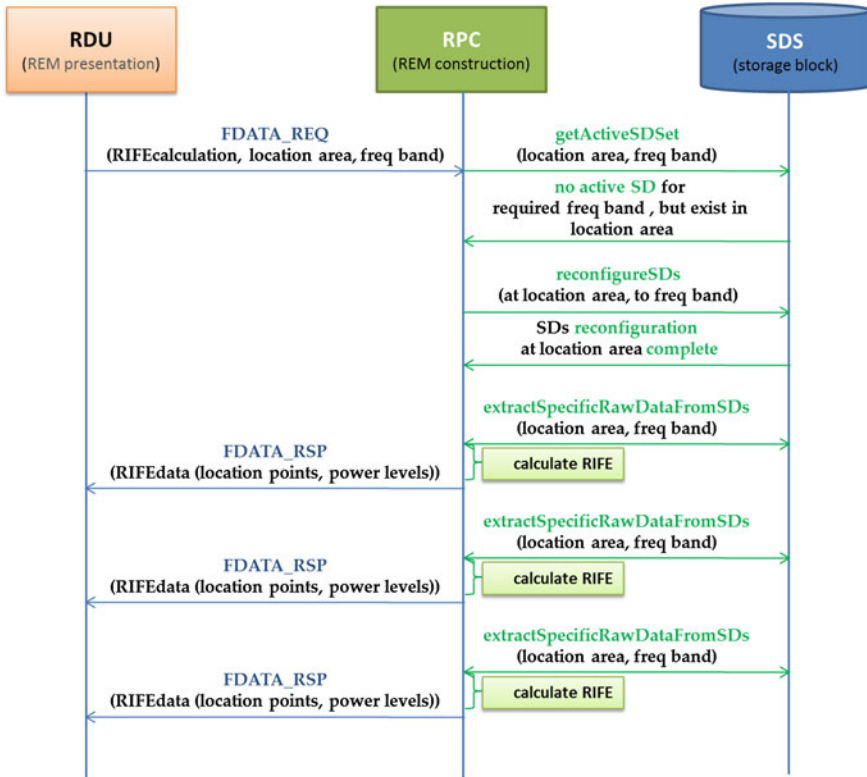 RDU
(REM presentation)
RPC
(REM construction)
SDS
(storage block)
FDATA_REQ
(RIFEcalculation, location area, freq band)
getActiveSDSet
(location area, freq band)
no active SD for
required freq band , but exist in
location area
reconfigureSDs
(at location area, to freq band)
SDs reconfiguration
at location area complete
extractSpecificRawDataFromSDs
(location area, freq band)
calculate RIFE
FDATA_RSP
(RIFEdata (location points, power levels))
extractSpecificRawDataFromSDs
(location area, freq band)
calculate RIFE
FDATA_RSP
(RIFEdata (location points, power levels))
extractSpecificRawDataFromSDs
(location area, freq band)
calculate RIFE
FDATA_RSP
(RIFEdata (location points, power levels))